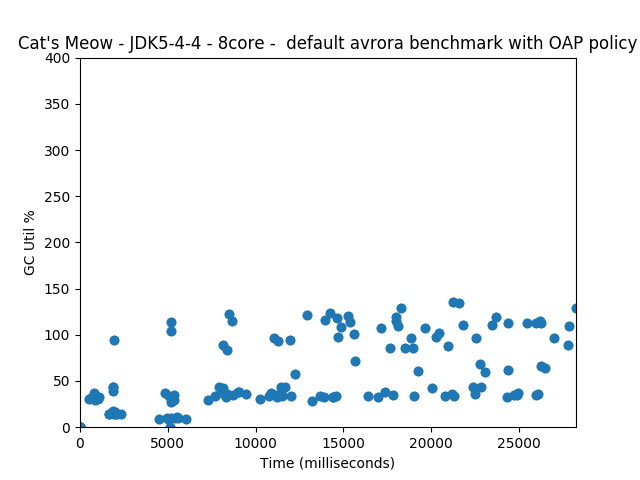 Cat's Meow - JDK5-4-4 - 8core -  default avrora benchmark with OAP policy
400
350
300
250
200
150
100
50
0
GC Util %
0 5000 10000 15000 20000 25000
Time (milliseconds)